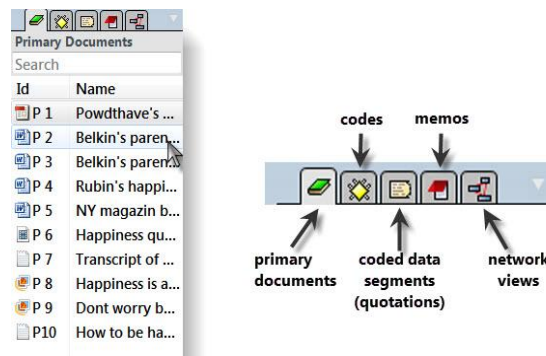 Primary Documents
Search
Id Name
P 1 Powdthave's ...
P 2 Belkin's paren...
P 3 Belkin's paren...
P 4 Rubin's happi...
P 5 NY magazin b...
P 6 Happiness qu...
P 7 Transcript of ...
P 8 Happiness is a...
P 9 Dont worry b...
P10 How to be ha...
codes memos
primary documents
coded data segments (quotations)
network views